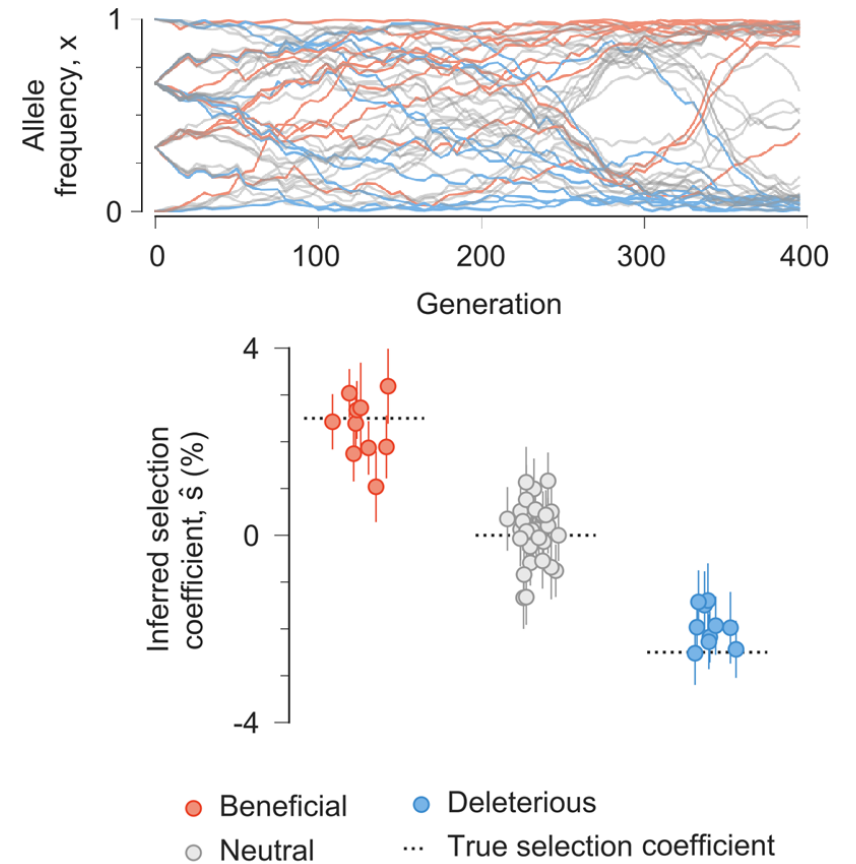 Allele
frequency, x
1
0
0 100 200 300 400
Generation
Inferred selection
coefficient, ŝ (%)
4
0
-4
Beneficial
Deleterious
Neutral
True selection coefficient